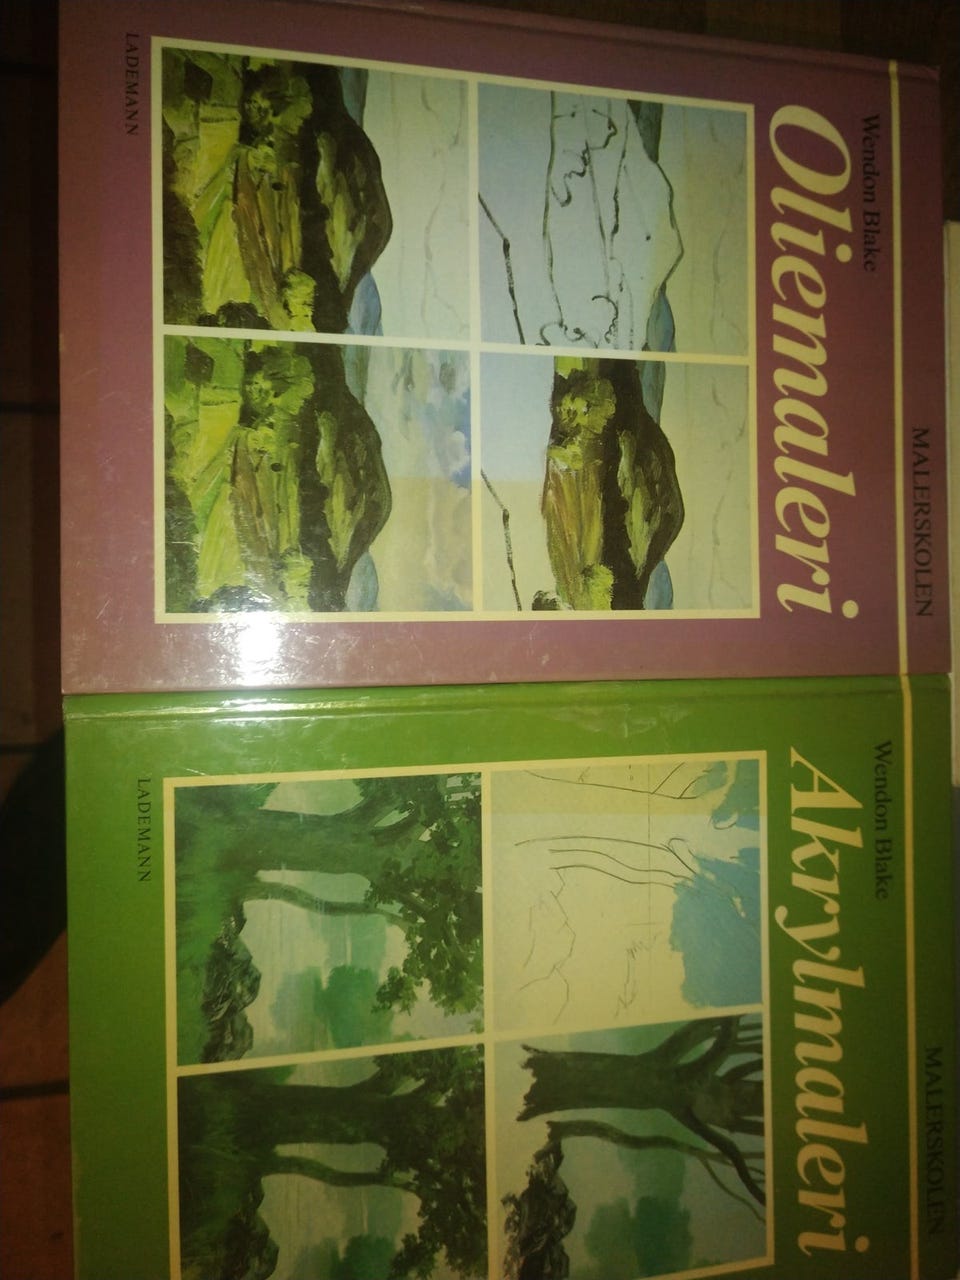 MALERSKOLEN
Wendon Blake
Oliemaleri
LADEMANN
MALERSKOLEN
Wendon Blake
Akrylmaleri
LADEMANN